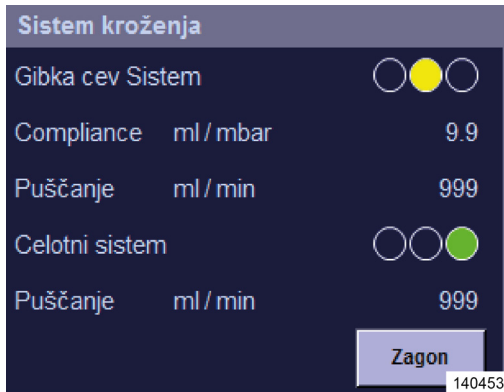 Sistem kroženja
Gibka cev Sistem
Compliance ml / mbar 9.9
Puščanje ml / min 999
Celotni sistem
Puščanje ml / min 999
Zagon
140453